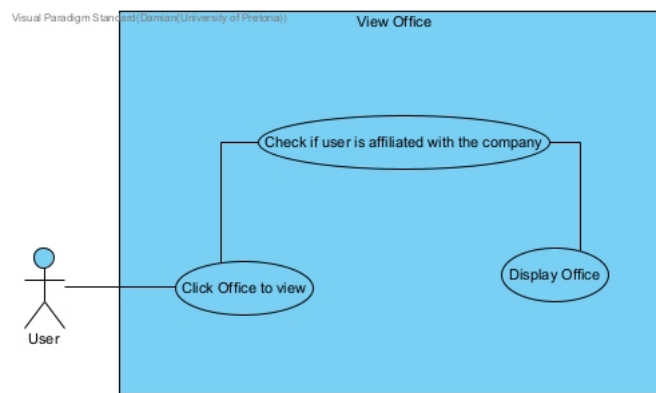 Visual Paradigm Standard(Damian(University of Pretoria))
View Office
Check if user is affiliated with the company
Click Office to view
Display Office
User